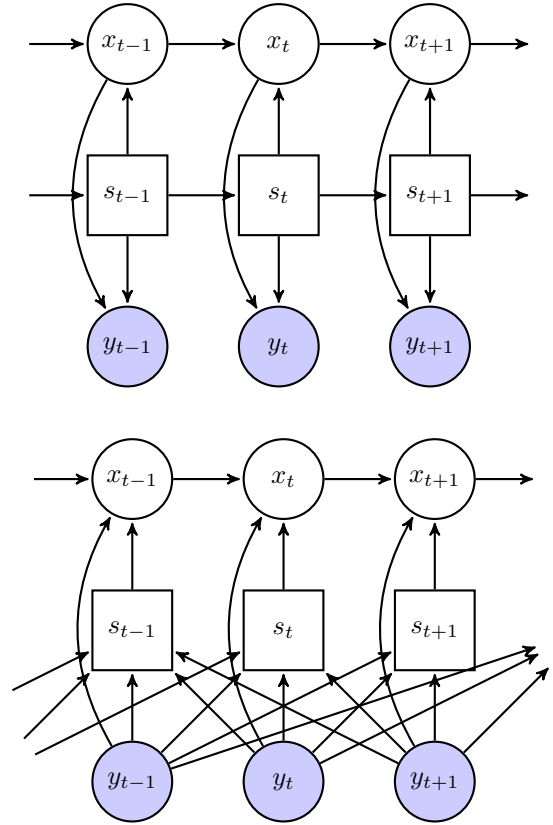 x_{t-1} x_t x_{t+1}
s_{t-1} s_t s_{t+1}
y_{t-1} y_t y_{t+1}
x_{t-1} x_t x_{t+1}
s_{t-1} s_t s_{t+1}
y_{t-1} y_t y_{t+1}